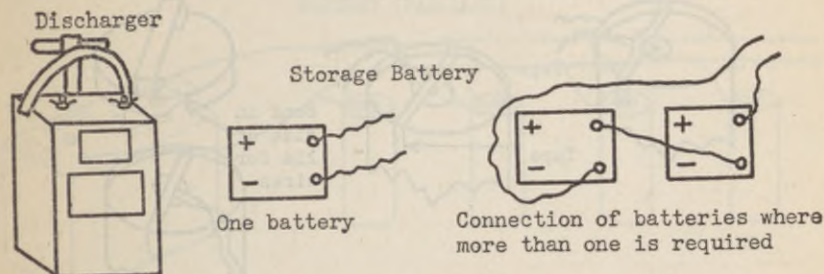 Discharger
Storage Battery
+
−
One battery
+
−
+
−
Connection of batteries where
more than one is required